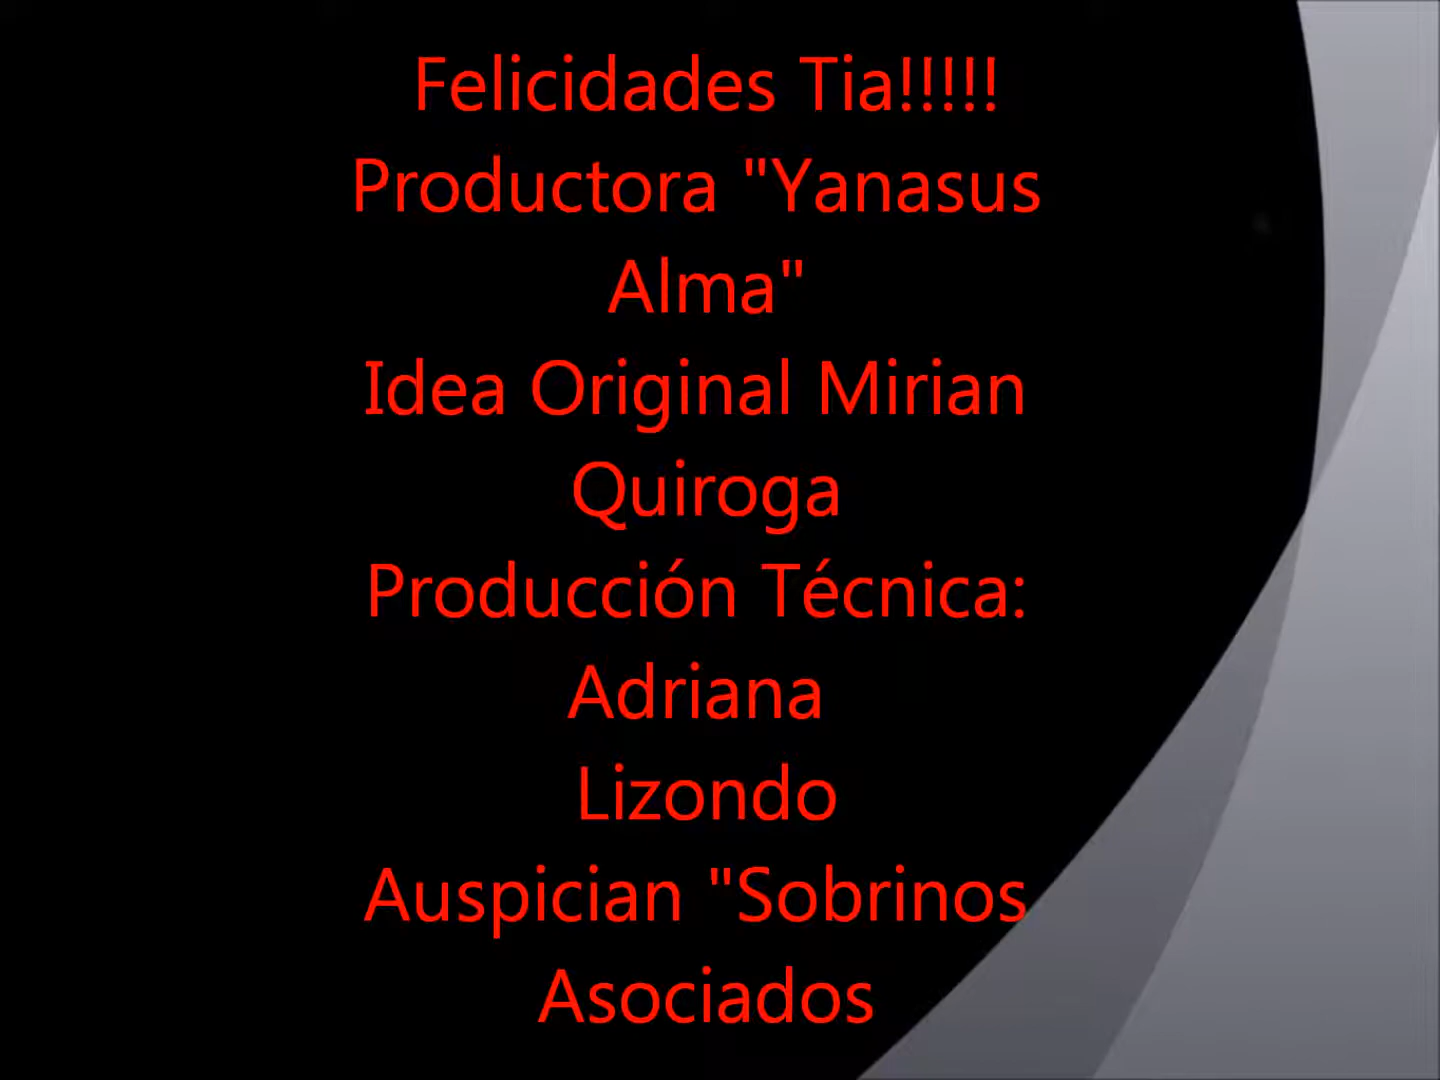 Felicidades Tia!!!!!
Productora "Yanasus
Alma"
Idea Original Mirian
Quiroga
Producción Técnica:
Adriana
Lizondo
Auspician "Sobrinos
Asociados